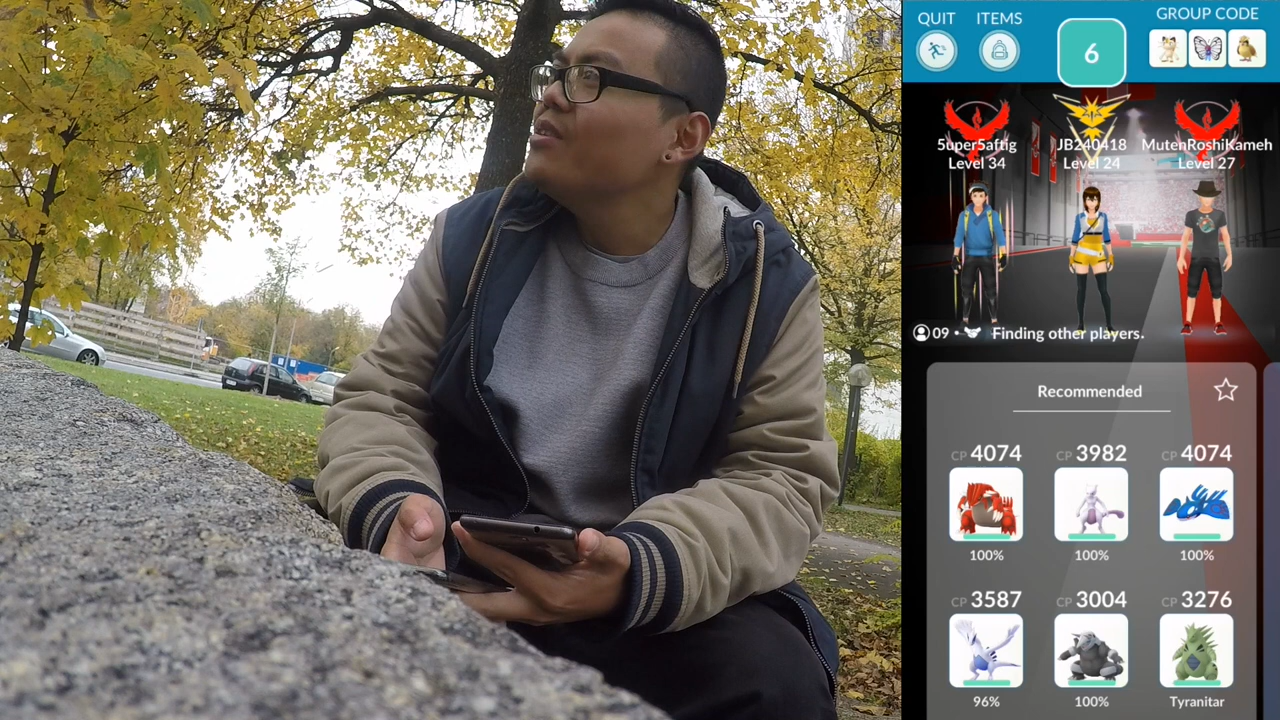 QUIT ITEMS GROUP CODE
6
5uper5aftig JB240418 MutenRoshiKameh
Level 34 Level 24 Level 27
09 • Finding other players.
Recommended
CP 4074 CP 3982 CP 4074
100% 100% 100%
CP 3587 CP 3004 CP 3276
96% 100% Tyranitar